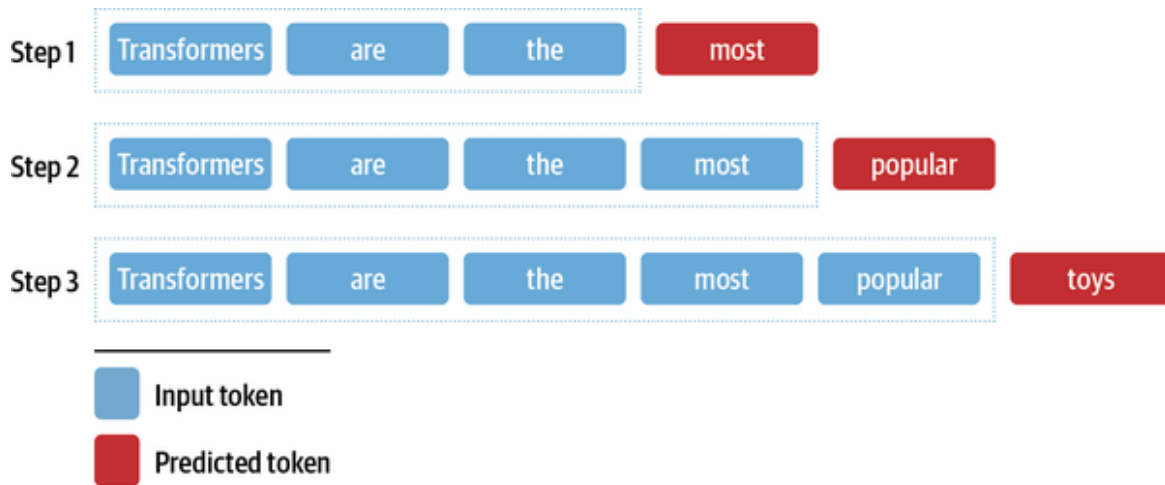 Step 1 Transformers are the most
Step 2 Transformers are the most popular
Step 3 Transformers are the most popular toys
Input token
Predicted token